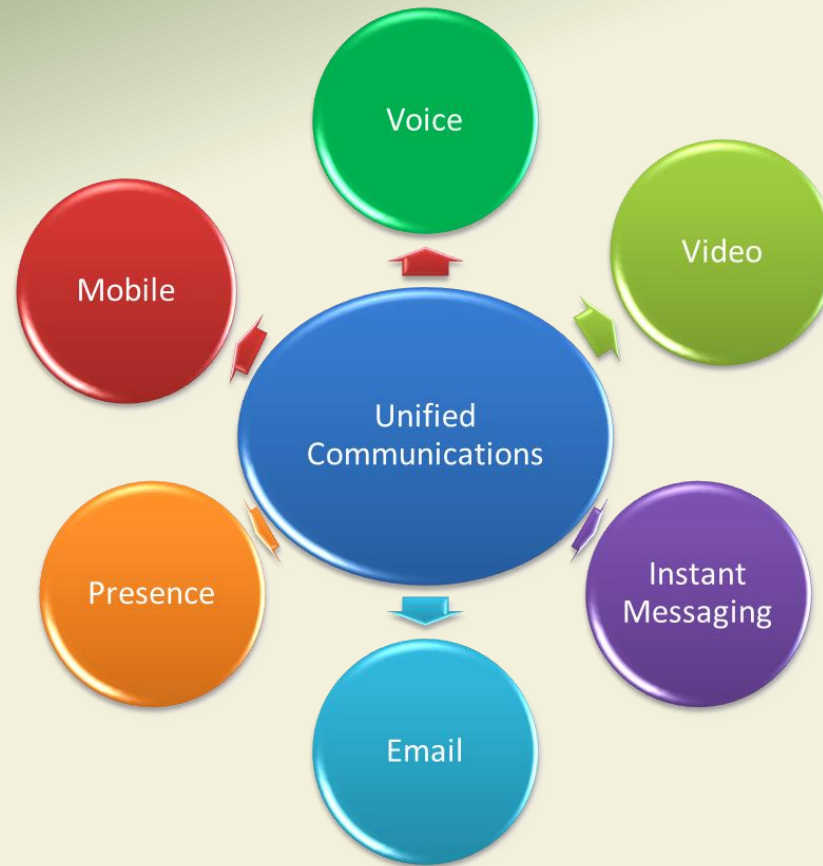 Voice
Video
Mobile
Unified
Communications
Presence
Instant
Messaging
Email